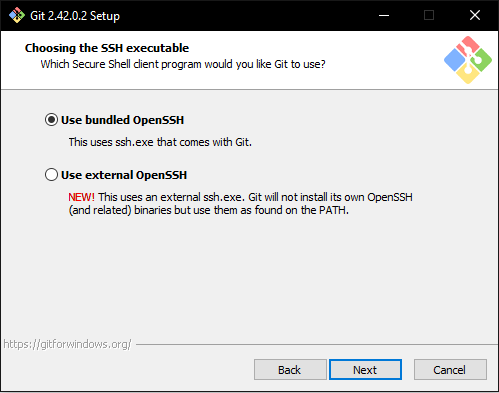 Git 2.42.0.2 Setup
Choosing the SSH executable
Which Secure Shell client program would you like Git to use?
Use bundled OpenSSH
This uses ssh.exe that comes with Git.
Use external OpenSSH
NEW! This uses an external ssh.exe. Git will not install its own OpenSSH
(and related) binaries but use them as found on the PATH.
https://gitforwindows.org/
Back Next Cancel